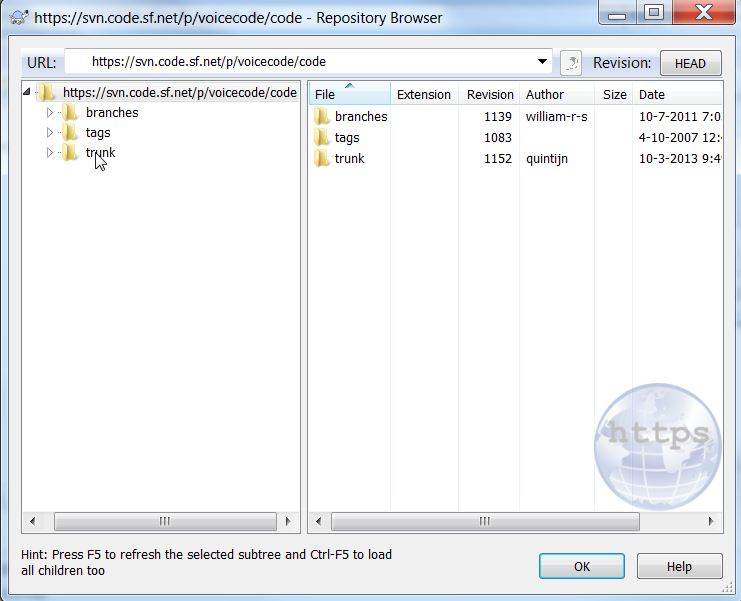 https://svn.code.sf.net/p/voicecode/code - Repository Browser
URL: https://svn.code.sf.net/p/voicecode/code Revision: HEAD
https://svn.code.sf.net/p/voicecode/code
branches
tags
trunk
File Extension Revision Author Size Date
branches 1139 william-r-s 10-7-2011 7:0
tags 1083 4-10-2007 12:
trunk 1152 quintijn 10-3-2013 9:49
https
Hint: Press F5 to refresh the selected subtree and Ctrl-F5 to load
all children too
OK Help